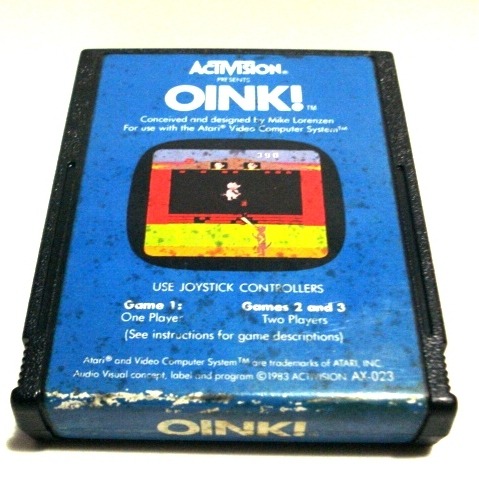 ACTIVISION®
PRESENTS
OINK!™
Conceived and designed by Mike Lorenzen
For use with the Atari® Video Computer System™
300
USE JOYSTICK CONTROLLERS
Game 1: Games 2 and 3
One Player Two Players
(See instructions for game descriptions)
Atari® and Video Computer System™ are trademarks of ATARI, INC.
Audio Visual concept, label and program ©1983 ACTIVISION AX-023
OINK!